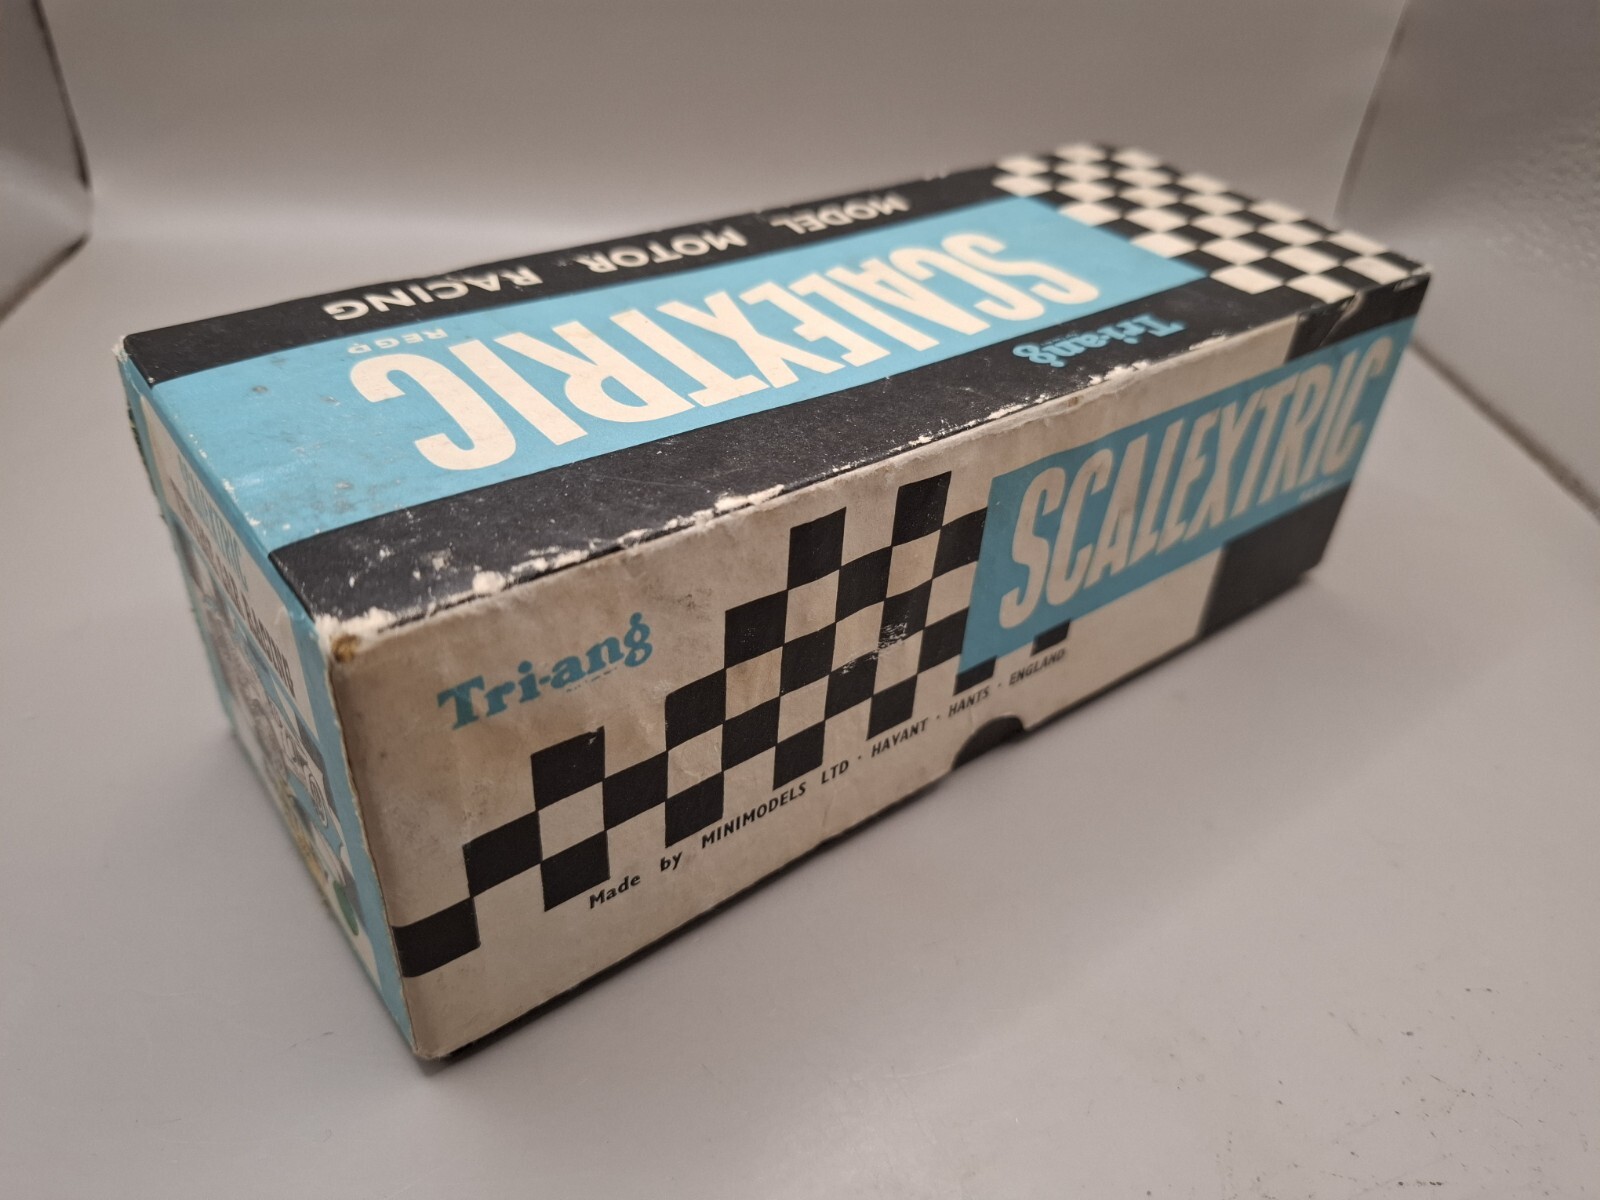 MODEL MOTOR RACING
SCALEXTRIC
REGD
Tri-ang
SCALEXTRIC
Tri-ang
Made by MINIMODELS LTD · HAVANT · HANTS · ENGLAND